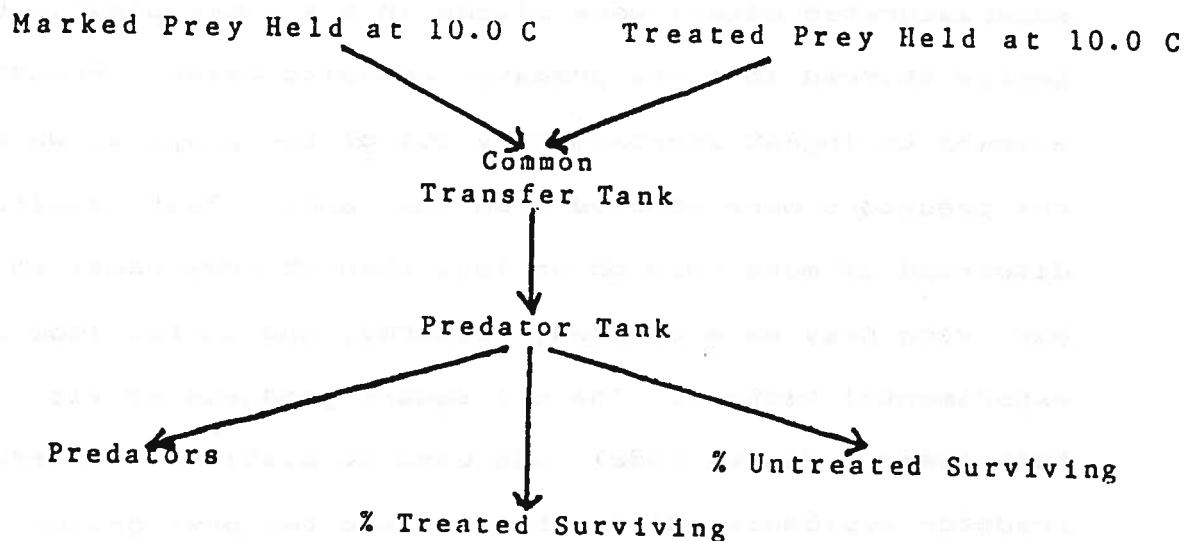 Marked Prey Held at 10.0 C Treated Prey Held at 10.0 C
Common
Transfer Tank
Predator Tank
Predators
% Untreated Surviving
% Treated Surviving